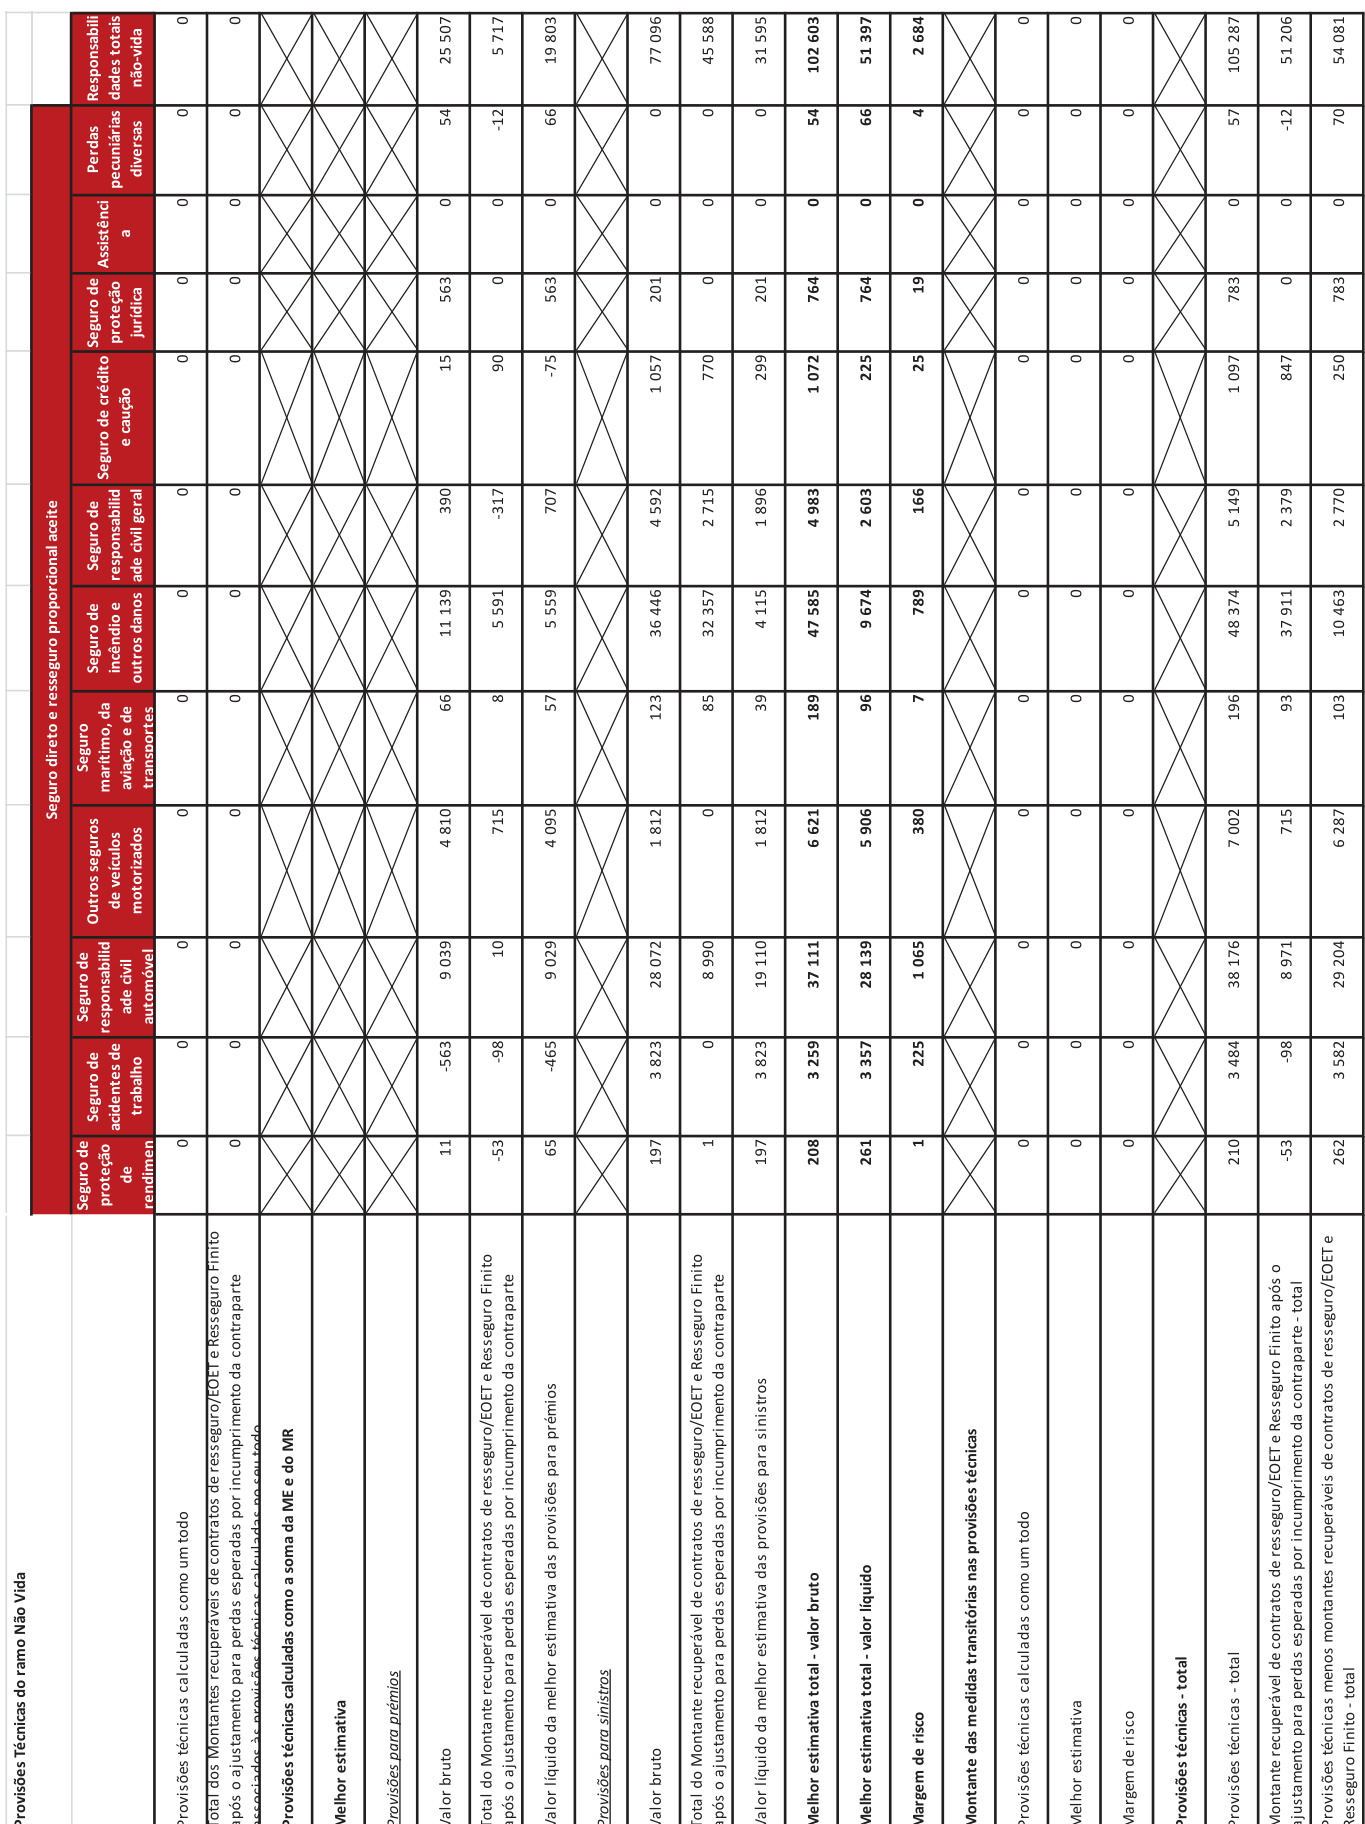 Provisões Técnicas do ramo Não Vida
Seguro direto e resseguro proporcional aceite
Seguro de proteção de rendimen
Seguro de acidentes de trabalho
Seguro de responsabilid ade civil automóvel
Outros seguros de veículos motorizados
Seguro marítimo, da aviação e de transportes
Seguro de incêndio e outros danos
Seguro de responsabilid ade civil geral
Seguro de crédito e caução
Seguro de proteção jurídica
Assistênci a
Perdas pecuniárias diversas
Responsabili dades totais não-vida
Provisões técnicas calculadas como um todo 0 0 0 0 0 0 0 0 0 0 0 0
Total dos Montantes recuperáveis de contratos de resseguro/EOET e Resseguro Finito
após o ajustamento para perdas esperadas por incumprimento da contraparte
associados às provisões técnicas calculadas no seu todo 0 0 0 0 0 0 0 0 0 0 0 0
Provisões técnicas calculadas como a soma da ME e do MR
Melhor estimativa
Provisões para prémios
Valor bruto 11 -563 9 039 4 810 66 11 139 390 15 563 0 54 25 507
Total do Montante recuperável de contratos de resseguro/EOET e Resseguro Finito
após o ajustamento para perdas esperadas por incumprimento da contraparte -53 -98 10 715 8 5 591 -317 90 0 0 -12 5 717
Valor líquido da melhor estimativa das provisões para prémios 65 -465 9 029 4 095 57 5 559 707 -75 563 0 66 19 803
Provisões para sinistros
Valor bruto 197 3 823 28 072 1 812 123 36 446 4 592 1 057 201 0 0 77 096
Total do Montante recuperável de contratos de resseguro/EOET e Resseguro Finito
após o ajustamento para perdas esperadas por incumprimento da contraparte 1 0 8 990 0 85 32 357 2 715 770 0 0 0 45 588
Valor líquido da melhor estimativa das provisões para sinistros 197 3 823 19 110 1 812 39 4 115 1 896 299 201 0 0 31 595
Melhor estimativa total - valor bruto 208 3 259 37 111 6 621 189 47 585 4 983 1 072 764 0 54 102 603
Melhor estimativa total - valor líquido 261 3 357 28 139 5 906 96 9 674 2 603 225 764 0 66 51 397
Margem de risco 1 225 1 065 380 7 789 166 25 19 0 4 2 684
Montante das medidas transitórias nas provisões técnicas
Provisões técnicas calculadas como um todo 0 0 0 0 0 0 0 0 0 0 0 0
Melhor estimativa 0 0 0 0 0 0 0 0 0 0 0 0
Margem de risco 0 0 0 0 0 0 0 0 0 0 0 0
Provisões técnicas - total
Provisões técnicas - total 210 3 484 38 176 7 002 196 48 374 5 149 1 097 783 0 57 105 287
Montante recuperável de contratos de resseguro/EOET e Resseguro Finito após o
ajustamento para perdas esperadas por incumprimento da contraparte - total -53 -98 8 971 715 93 37 911 2 379 847 0 0 -12 51 206
Provisões técnicas menos montantes recuperáveis de contratos de resseguro/EOET e
Resseguro Finito - total 262 3 582 29 204 6 287 103 10 463 2 770 250 783 0 70 54 081